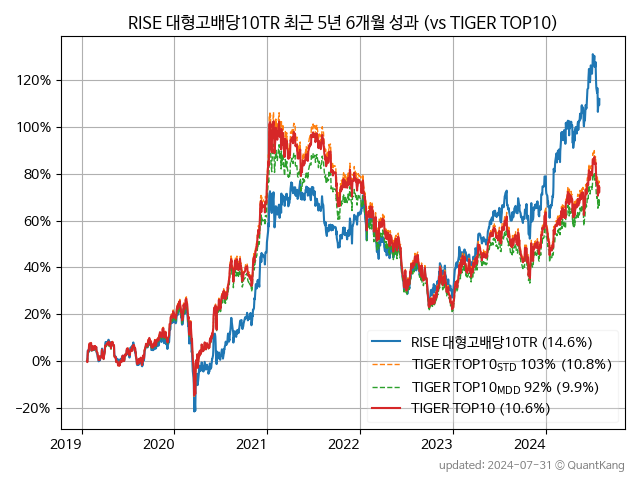 RISE 대형고배당10TR 최근 5년 6개월 성과 (vs TIGER TOP10)
120%
100%
80%
60%
40%
20%
0%
−20%
RISE 대형고배당10TR (14.6%)
TIGER TOP10STD 103% (10.8%)
TIGER TOP10MDD 92% (9.9%)
TIGER TOP10 (10.6%)
2019 2020 2021 2022 2023 2024
updated: 2024-07-31 © QuantKang